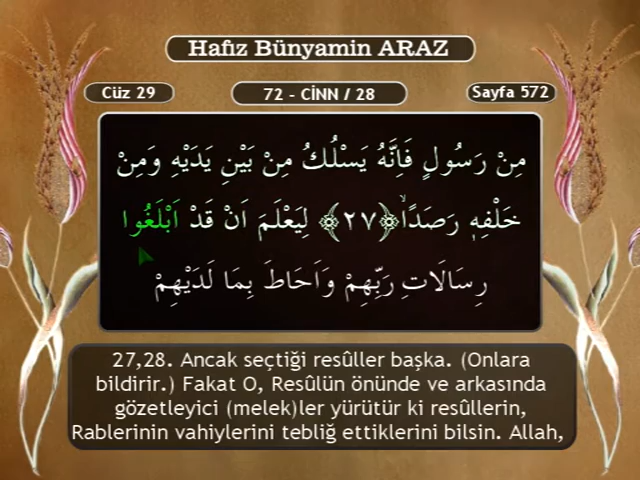 Hafız Bünyamin ARAZ
Cüz 29
72 - CİNN / 28
Sayfa 572
مِنْ رَسُولٍ فَاِنَّهُ يَسْلُكُ مِنْ بَيْنِ يَدَيْهِ وَمِنْ
خَلْفِهٖ رَصَدًاۙ ﴿٢٧﴾ لِيَعْلَمَ اَنْ قَدْ اَبْلَغُوا
رِسَالَاتِ رَبِّهِمْ وَاَحَاطَ بِمَا لَدَيْهِمْ
27,28. Ancak seçtiği resûller başka. (Onlara
bildirir.) Fakat O, Resûlün önünde ve arkasında
gözetleyici (melek)ler yürütür ki resûllerin,
Rablerinin vahiylerini tebliğ ettiklerini bilsin. Allah,